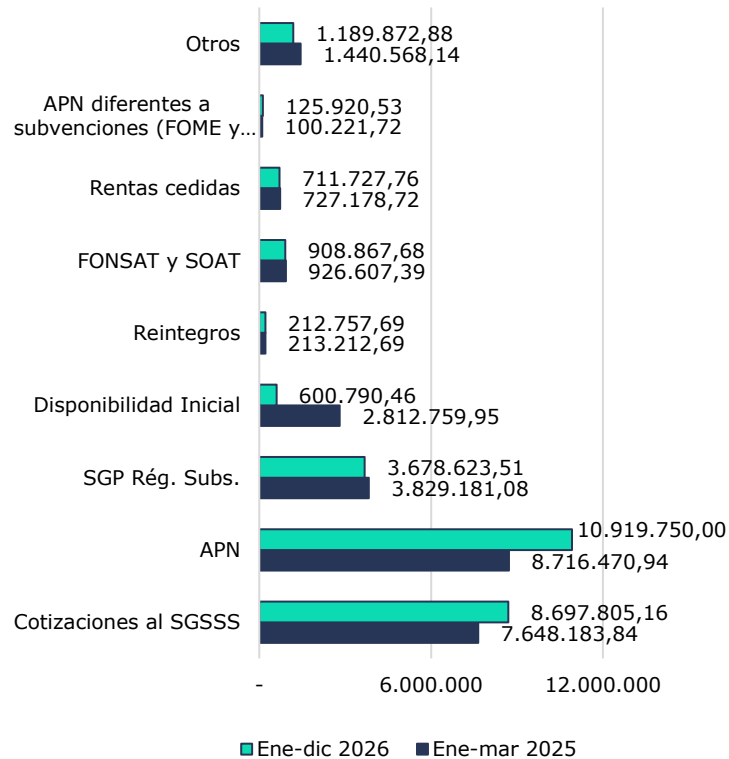 Otros
1.189.872,88
1.440.568,14
APN diferentes a
subvenciones (FOME y...
125.920,53
100.221,72
Rentas cedidas
711.727,76
727.178,72
FONSAT y SOAT
908.867,68
926.607,39
Reintegros
212.757,69
213.212,69
Disponibilidad Inicial
600.790,46
2.812.759,95
SGP Rég. Subs.
3.678.623,51
3.829.181,08
APN
10.919.750,00
8.716.470,94
Cotizaciones al SGSSS
8.697.805,16
7.648.183,84
- 6.000.000 12.000.000
Ene-dic 2026 Ene-mar 2025